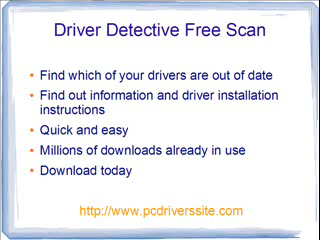 Driver Detective Free Scan
• Find which of your drivers are out of date
• Find out information and driver installation
instructions
• Quick and easy
• Millions of downloads already in use
• Download today
http://www.pcdriverssite.com